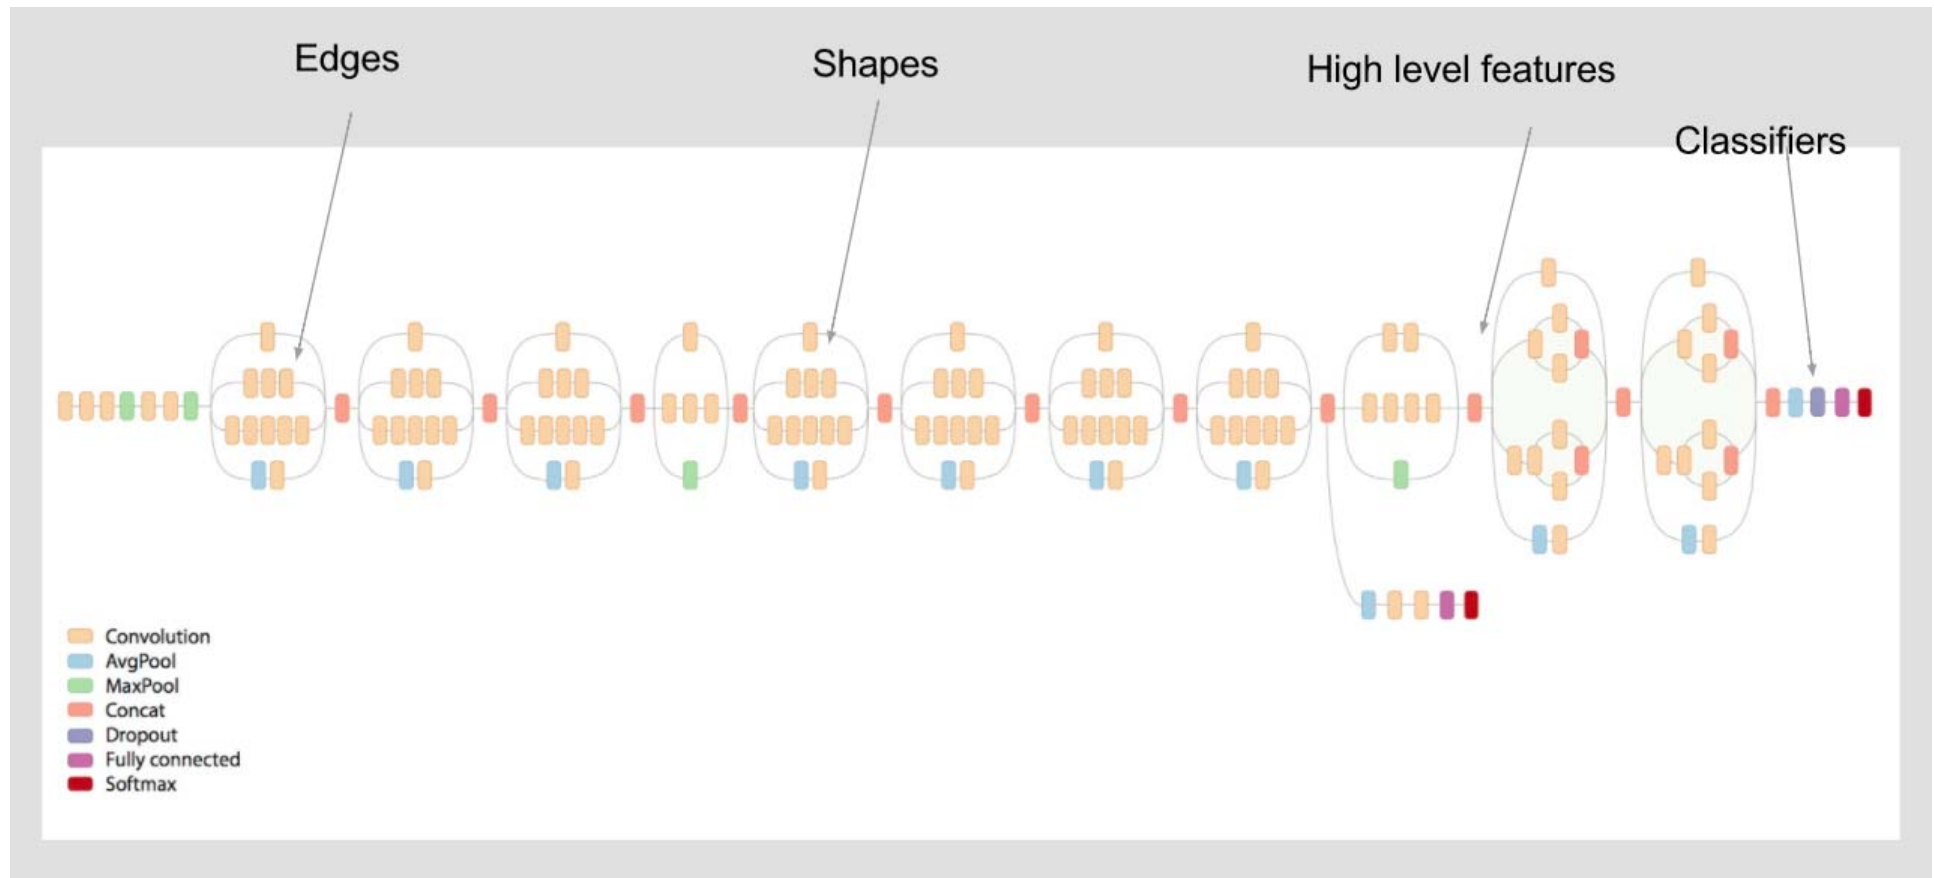 Edges
Shapes
High level features
Classifiers
Convolution
AvgPool
MaxPool
Concat
Dropout
Fully connected
Softmax